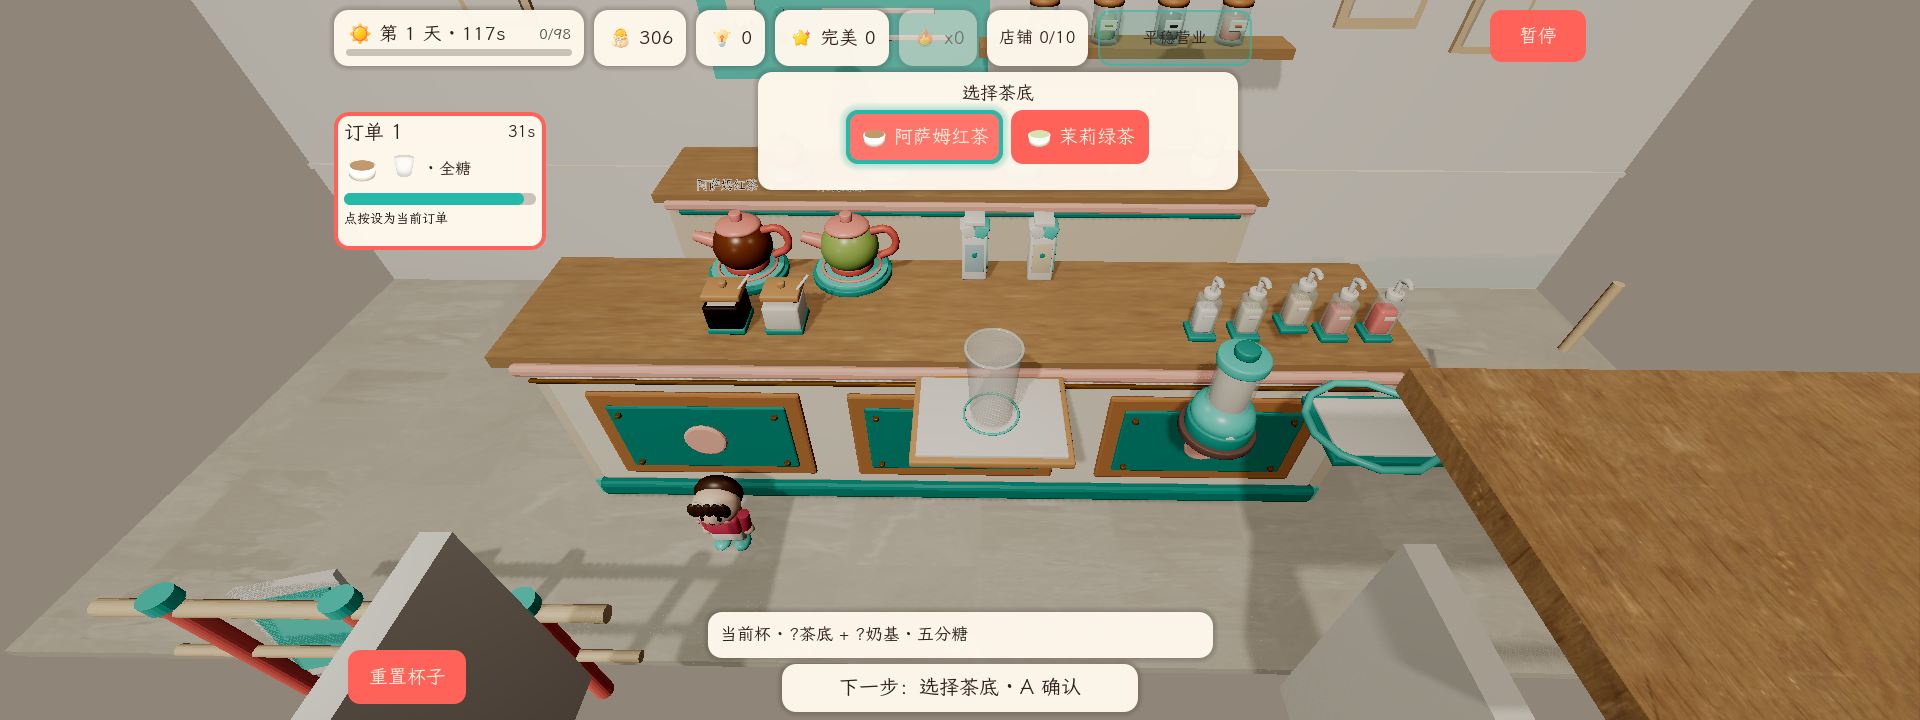 第 1 天·117s 0/98
306
0
完美 0
x0
店铺 0/10
平稳营业
暂停
选择茶底
阿萨姆红茶
茉莉绿茶
订单 1 31s
·全糖
点按设为当前订单
阿萨姆红茶
当前杯·?茶底 + ?奶基·五分糖
下一步: 选择茶底·A 确认
重置杯子